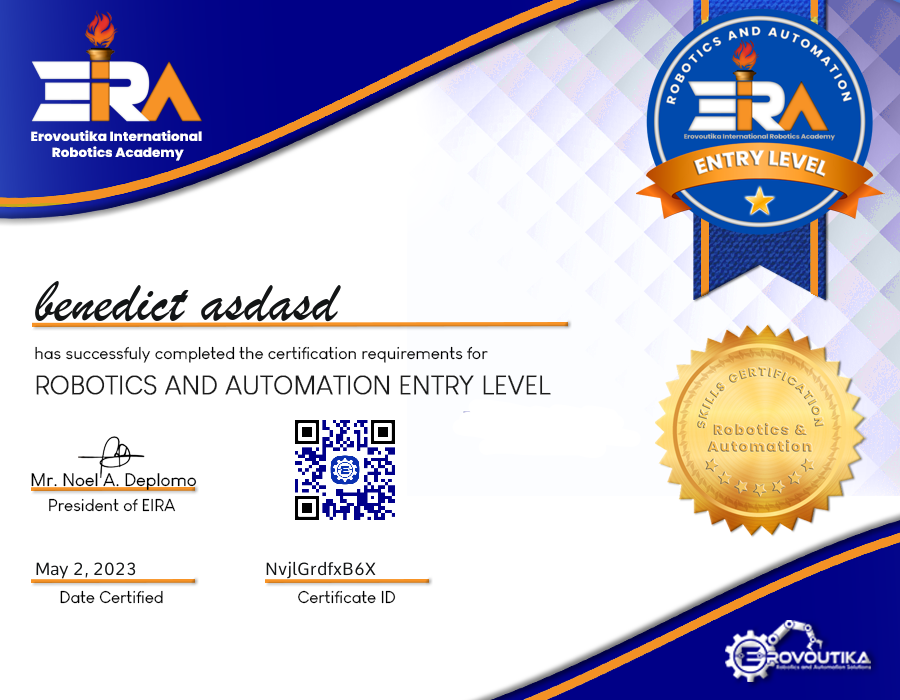 EIRA
Erovoutika International
Robotics Academy
ROBOTICS AND AUTOMATION
EIRA
Erovoutika International Robotics Academy
ENTRY LEVEL
benedict asdasd
has successfuly completed the certification requirements for
ROBOTICS AND AUTOMATION ENTRY LEVEL
SKILLS CERTIFICATION
Robotics &
Automation
Mr. Noel A. Deplomo
President of EIRA
May 2, 2023
Date Certified
NvjlGrdfxB6X
Certificate ID
EROVOUTIKA
Robotics and Automation Solutions